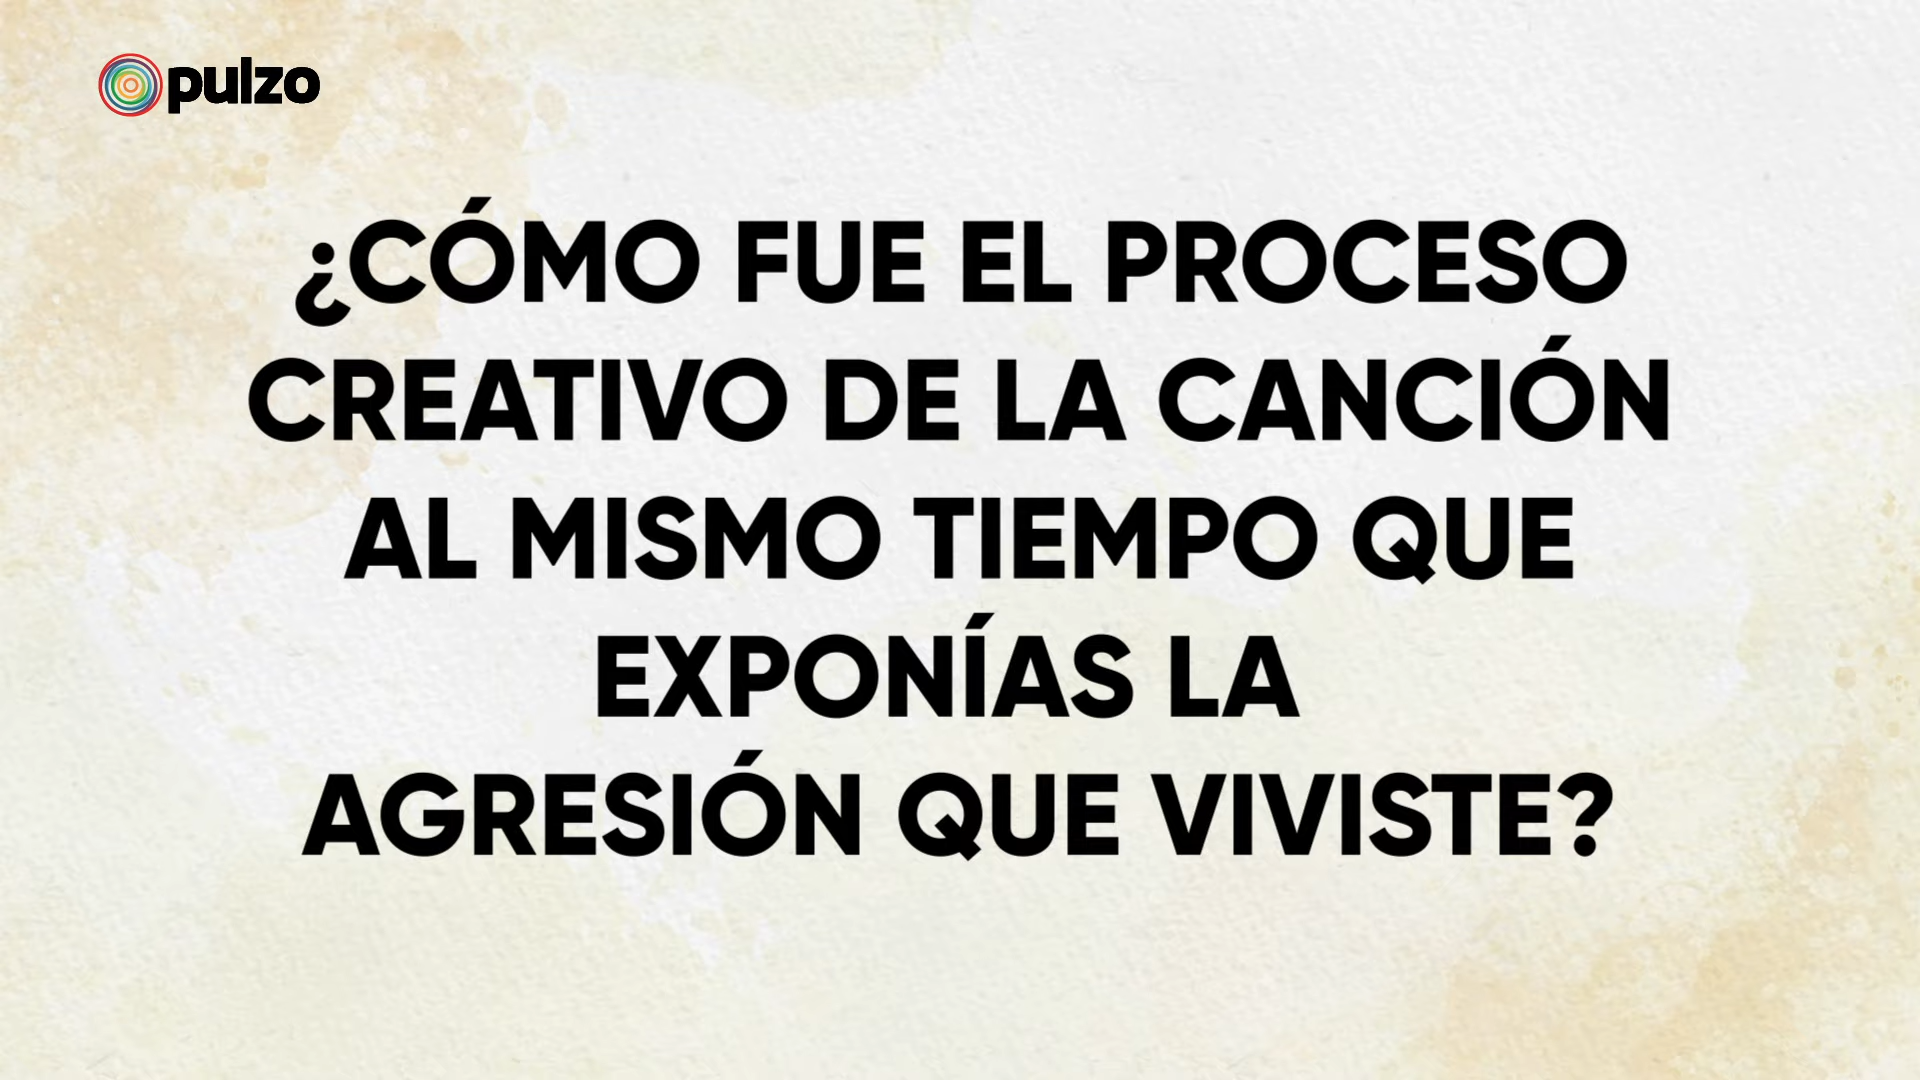 pulzo
¿CÓMO FUE EL PROCESO
CREATIVO DE LA CANCIÓN
AL MISMO TIEMPO QUE
EXPONÍAS LA
AGRESIÓN QUE VIVISTE?